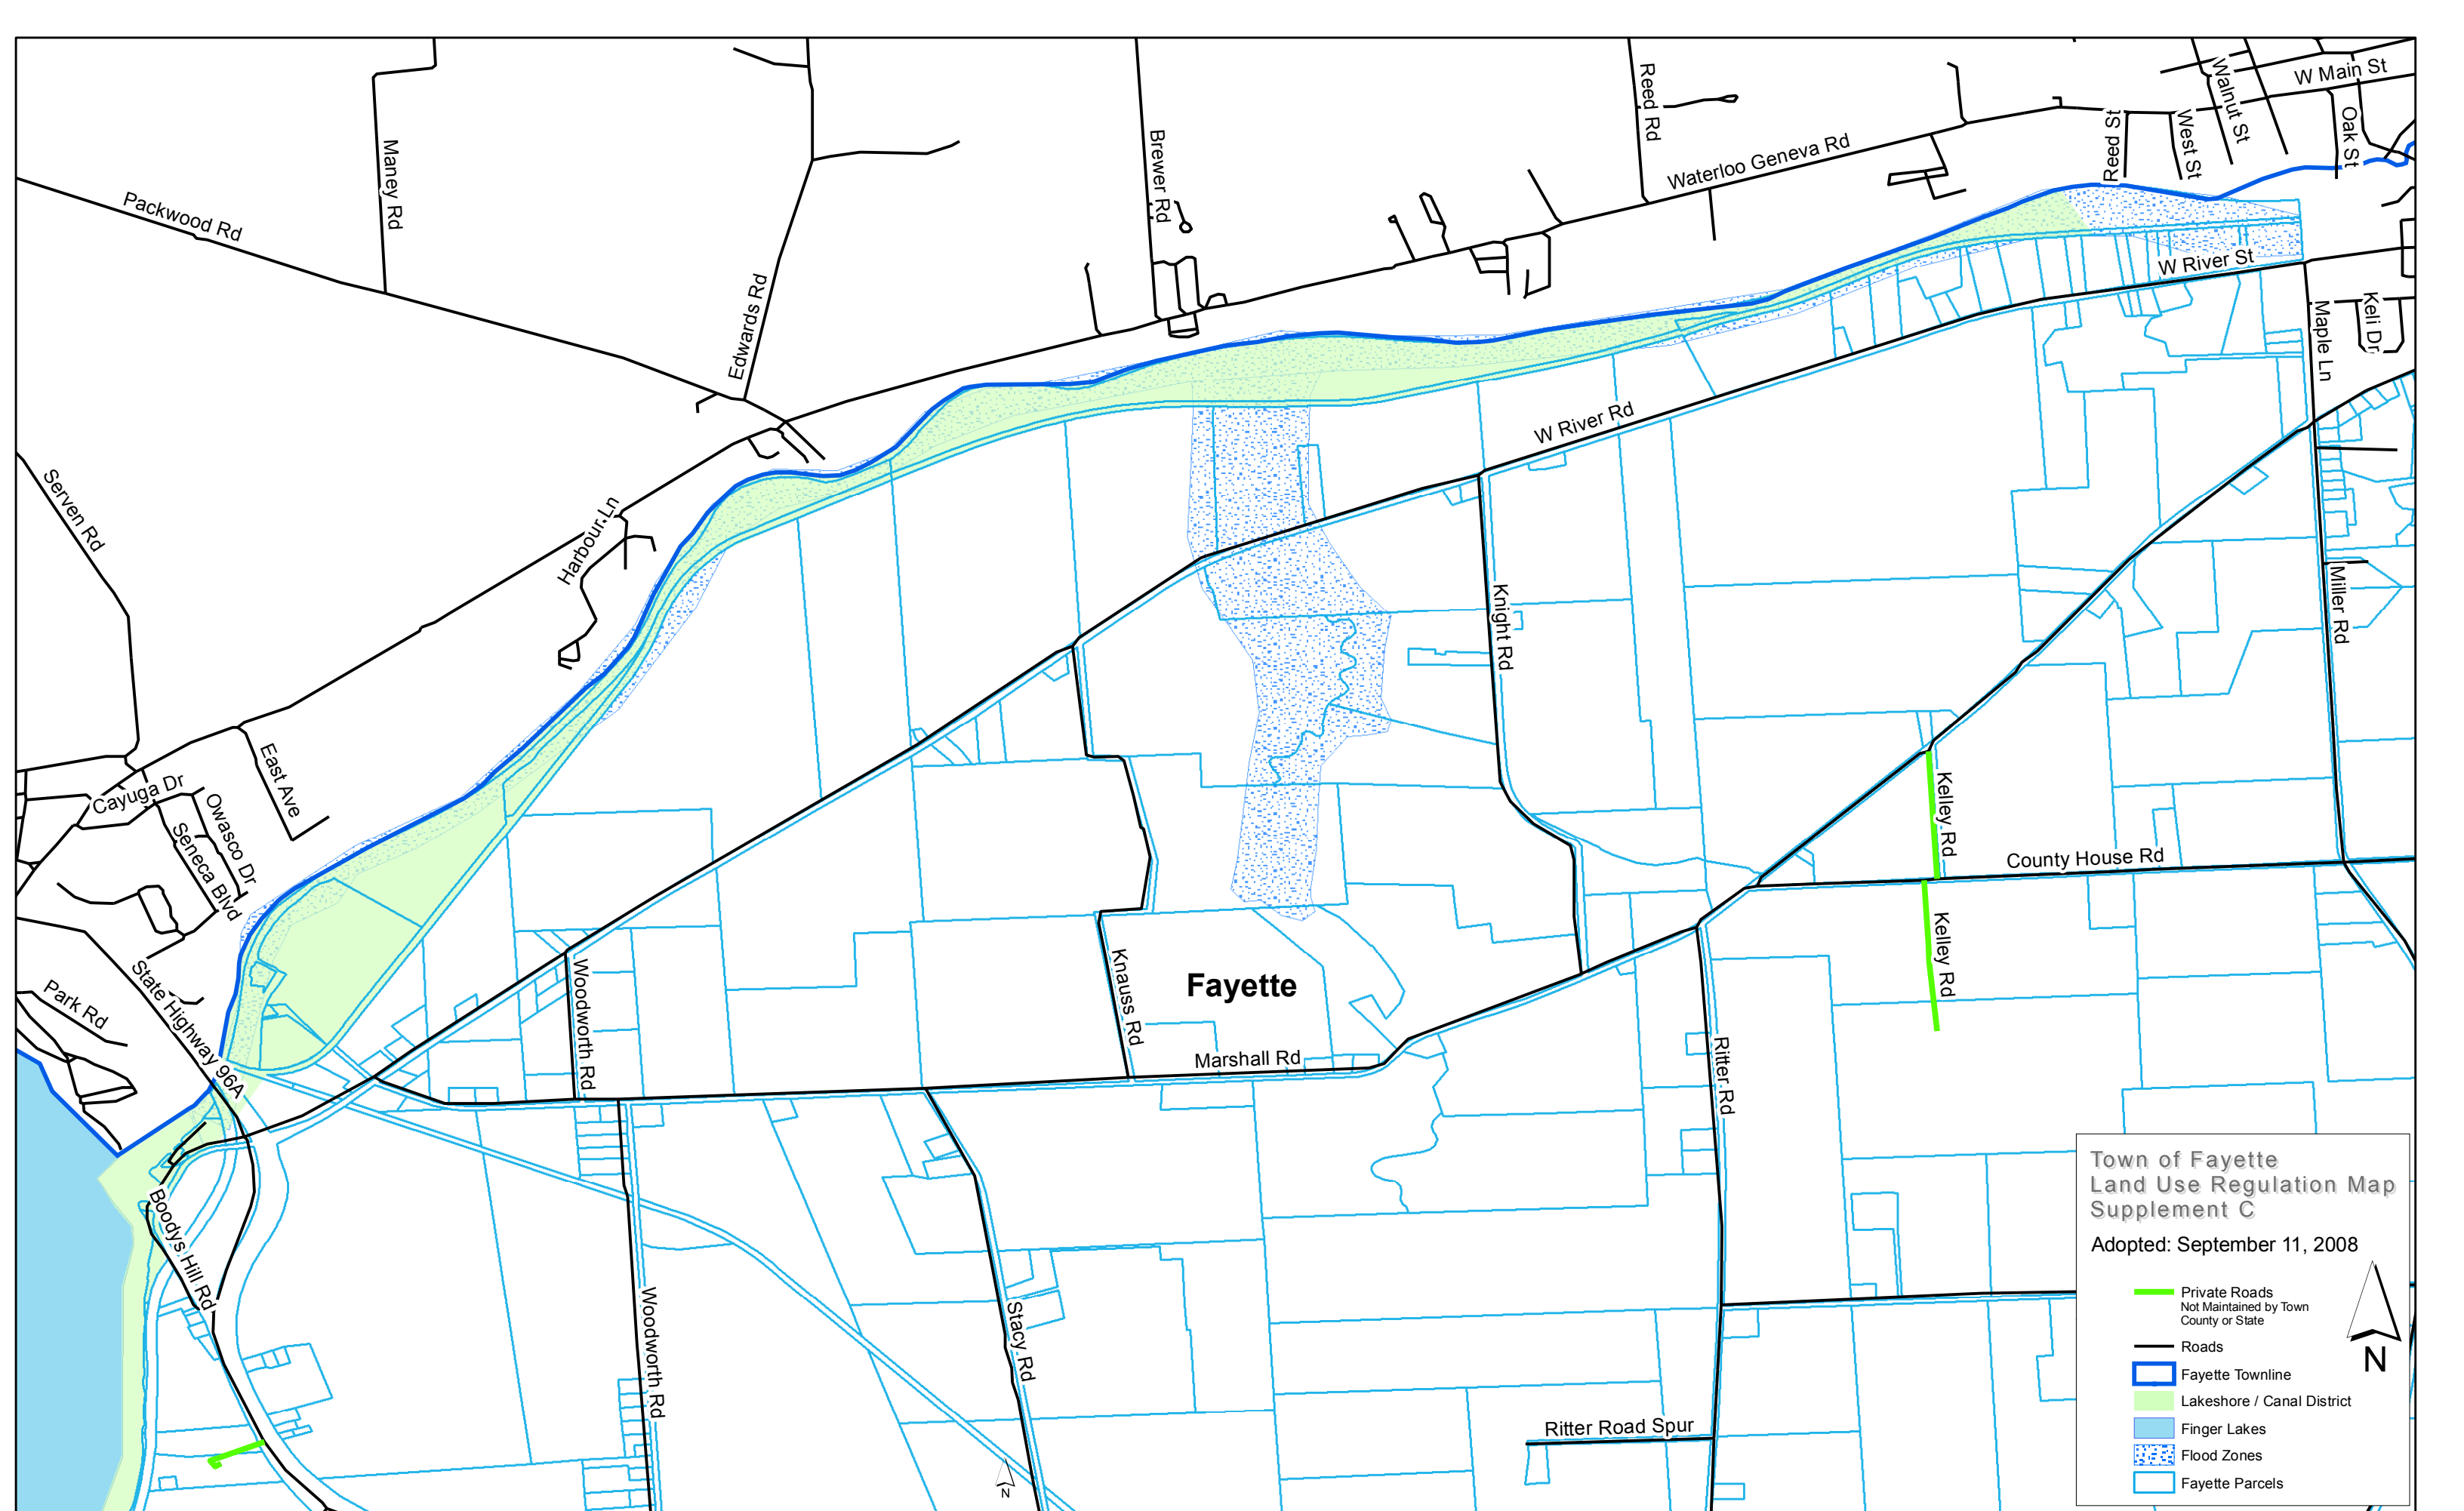 W Main St
Walnut St
Reed Rd
Oak St
West St
Reed St
Brewer Rd
Maney Rd
Waterloo Geneva Rd
Packwood Rd
W River St
Edwards Rd
Maple Ln
Keli Dr
W River Rd
Serven Rd
Harbour Ln
Knight Rd
Miller Rd
East Ave
Cayuga Dr
Owasco Dr
Seneca Blvd
Kelley Rd
County House Rd
Kelley Rd
Knauss Rd
Fayette
Woodworth Rd
State Highway 96A
Park Rd
Marshall Rd
Ritter Rd
Boodys Hill Rd
Woodworth Rd
Stacy Rd
Ritter Road Spur
N
Town of Fayette
Land Use Regulation Map
Supplement C
Adopted: September 11, 2008
Private Roads
Not Maintained by Town
County or State
Roads
N
Fayette Townline
Lakeshore / Canal District
Finger Lakes
Flood Zones
Fayette Parcels